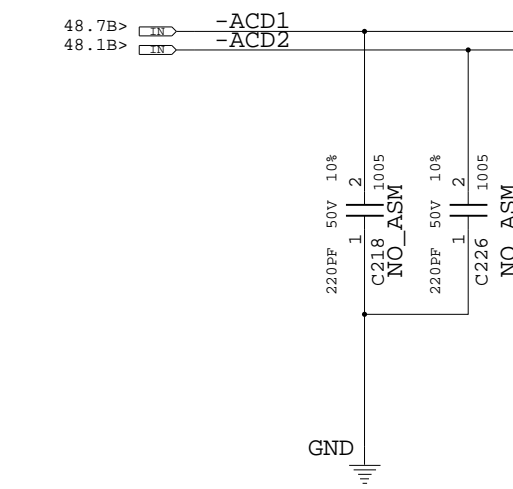 48.7B> IN -ACD1
48.1B> IN -ACD2
220PF 50V 10%
1 2
C218 1005
NO_ASM
220PF 50V 10%
1 2
C226 1005
NO_ASM
GND